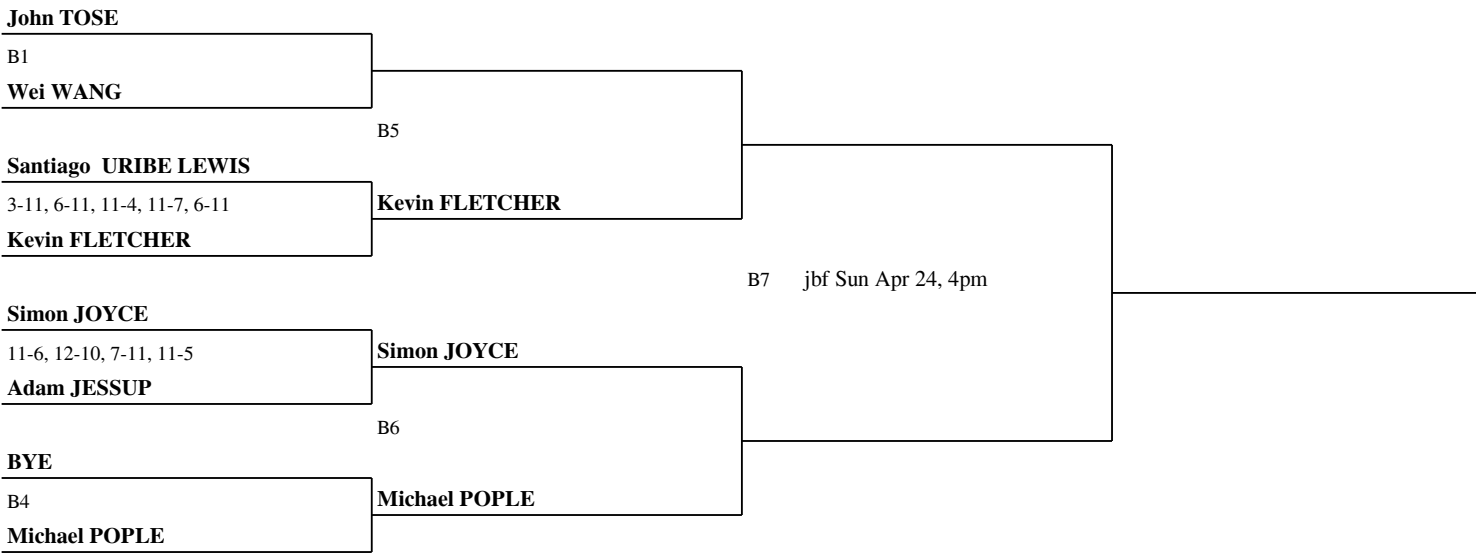 John TOSE
B1
Wei WANG
B5
Santiago  URIBE LEWIS
3-11, 6-11, 11-4, 11-7, 6-11
Kevin FLETCHER
Kevin FLETCHER
B7 jbf Sun Apr 24, 4pm
Simon JOYCE
11-6, 12-10, 7-11, 11-5
Simon JOYCE
Adam JESSUP
B6
BYE
B4
Michael POPLE
Michael POPLE